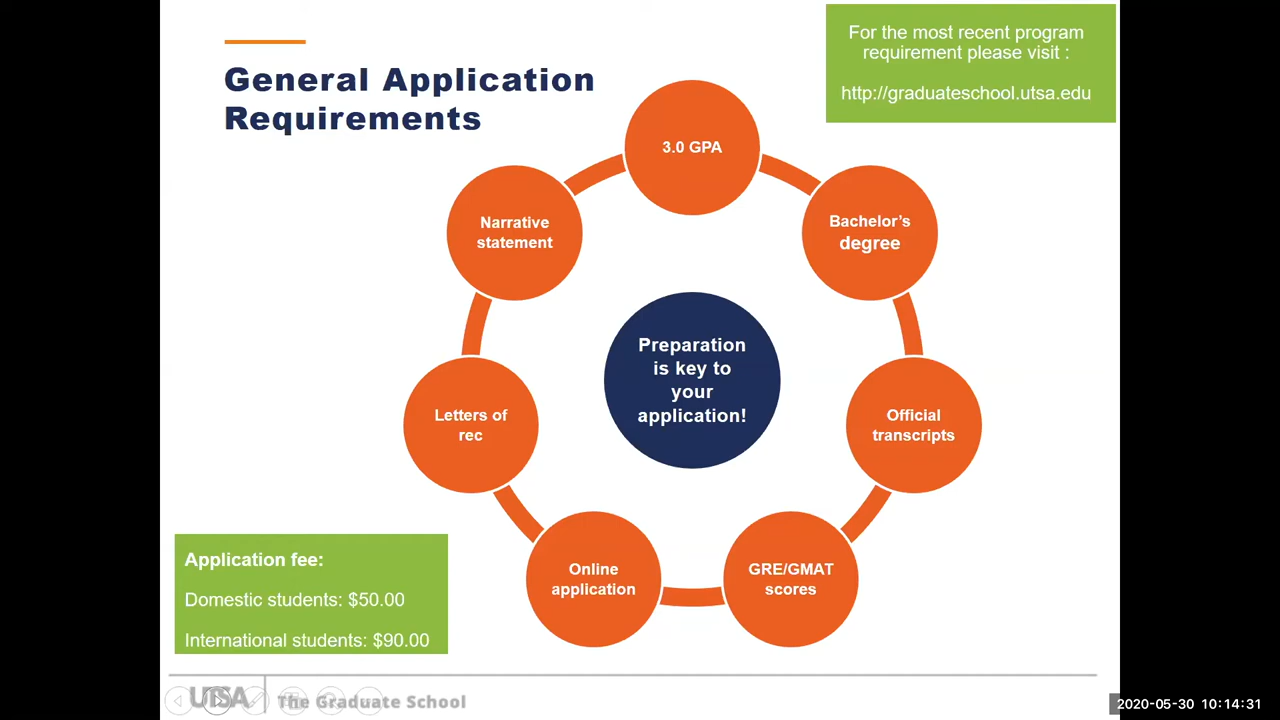 General Application
Requirements
For the most recent program
requirement please visit :
http://graduateschool.utsa.edu
3.0 GPA
Bachelor's
degree
Official
transcripts
GRE/GMAT
scores
Online
application
Letters of
rec
Narrative
statement
Preparation
is key to
your
application!
Application fee:
Domestic students: $50.00
International students: $90.00
UTSA
The Graduate School
2020-05-30 10:14:31